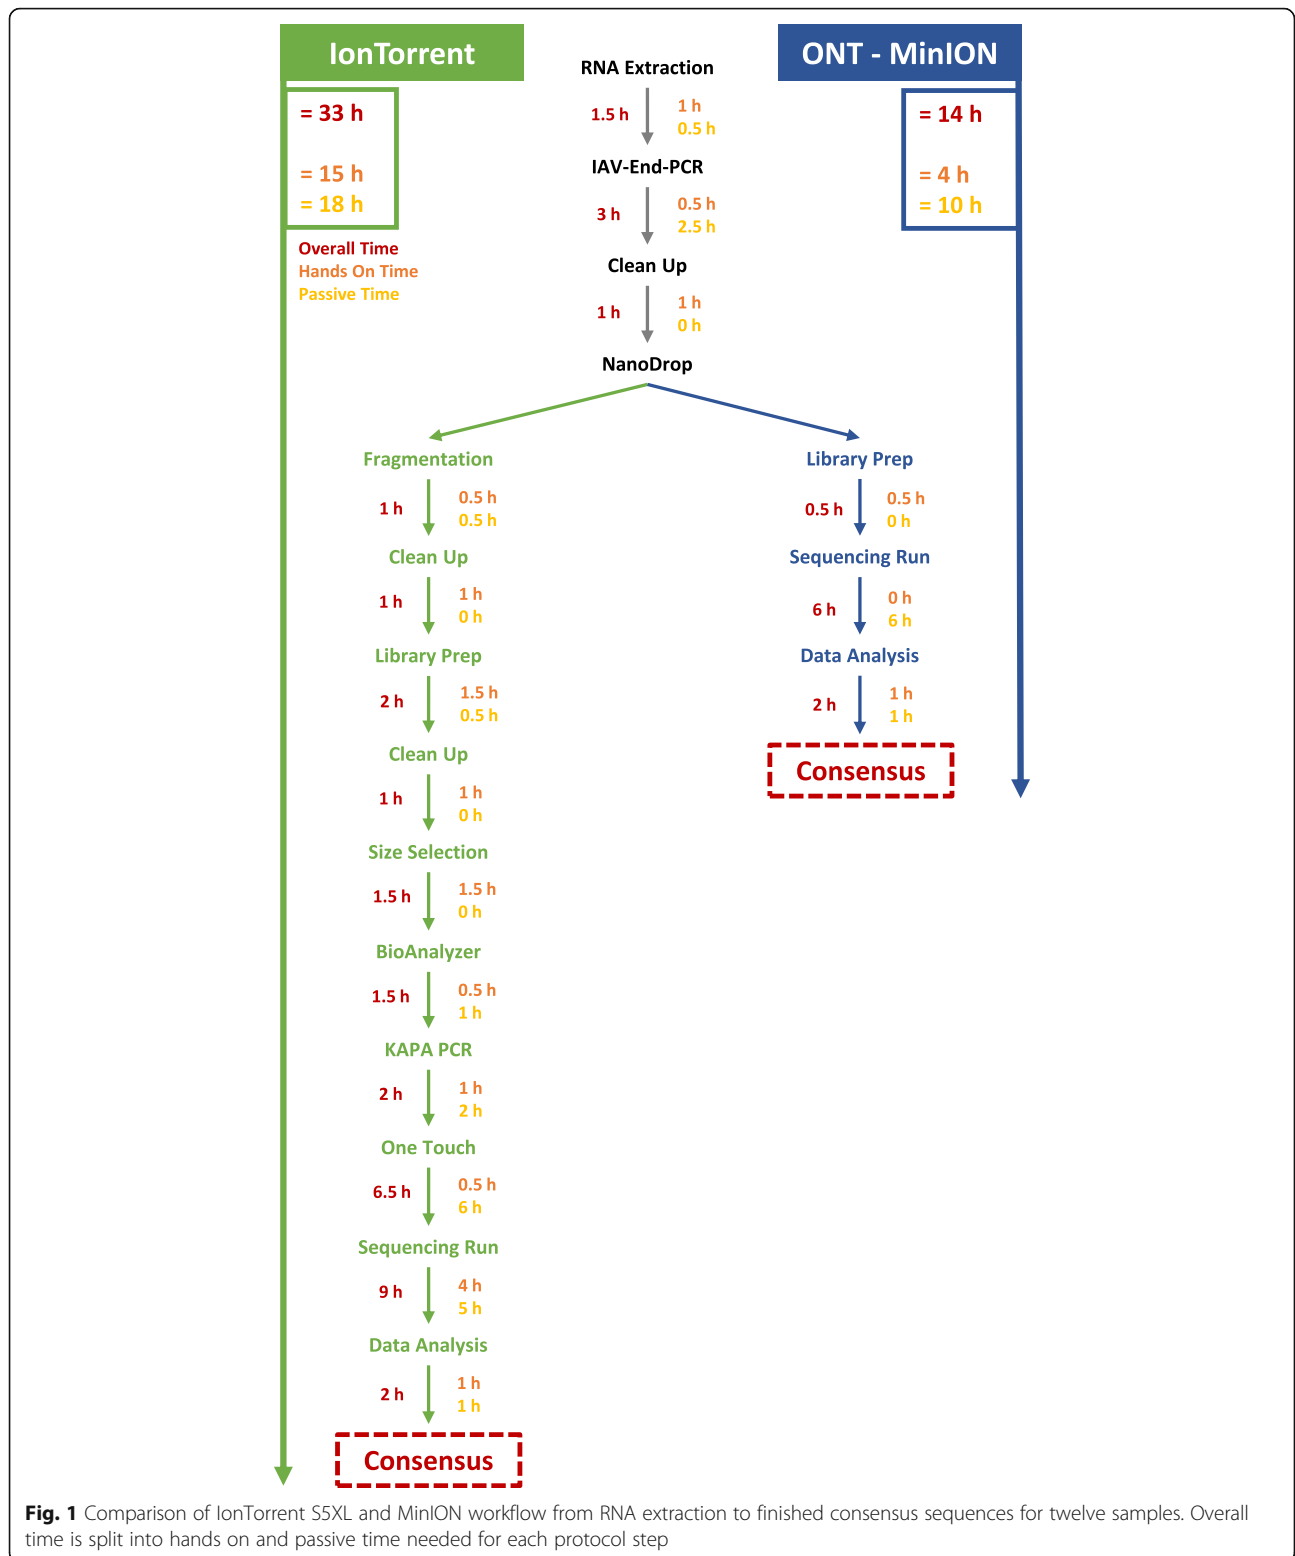 IonTorrent
= 33 h
= 15 h
= 18 h
Overall Time
Hands On Time
Passive Time
ONT - MinION
= 14 h
= 4 h
= 10 h
RNA Extraction
1.5 h
1 h
0.5 h
IAV-End-PCR
3 h
0.5 h
2.5 h
Clean Up
1 h
1 h
0 h
NanoDrop
Fragmentation
1 h
0.5 h
0.5 h
Clean Up
1 h
1 h
0 h
Library Prep
2 h
1.5 h
0.5 h
Clean Up
1 h
1 h
0 h
Size Selection
1.5 h
1.5 h
0 h
BioAnalyzer
1.5 h
0.5 h
1 h
KAPA PCR
2 h
1 h
2 h
One Touch
6.5 h
0.5 h
6 h
Sequencing Run
9 h
4 h
5 h
Data Analysis
2 h
1 h
1 h
Consensus
Library Prep
0.5 h
0.5 h
0 h
Sequencing Run
6 h
0 h
6 h
Data Analysis
2 h
1 h
1 h
Consensus
Fig. 1 Comparison of IonTorrent S5XL and MinION workflow from RNA extraction to finished consensus sequences for twelve samples. Overall
time is split into hands on and passive time needed for each protocol step